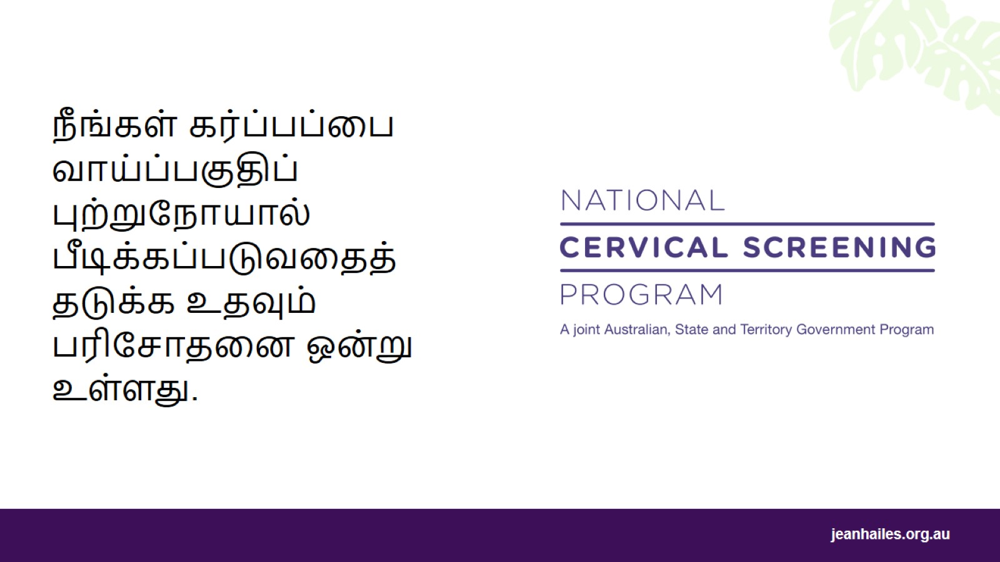 நீங்கள் கர்ப்பப்பை
வாய்ப்பகுதிப்
புற்றுநோயால்
பீடிக்கப்படுவதைத்
தடுக்க உதவும்
பரிசோதனை ஒன்று
உள்ளது.
NATIONAL
CERVICAL SCREENING
PROGRAM
A joint Australian, State and Territory Government Program
jeanhailes.org.au